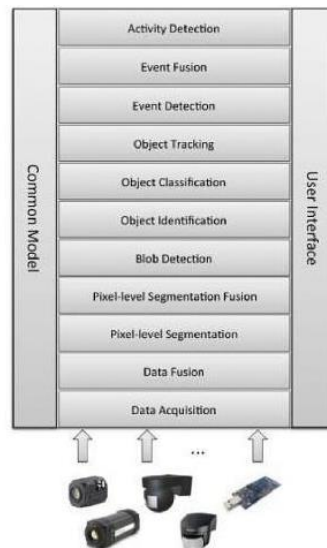 Common Model
Activity Detection
Event Fusion
Event Detection
Object Tracking
Object Classification
Object Identification
Blob Detection
Pixel-level Segmentation Fusion
Pixel-level Segmentation
Data Fusion
Data Acquisition
User Interface
...